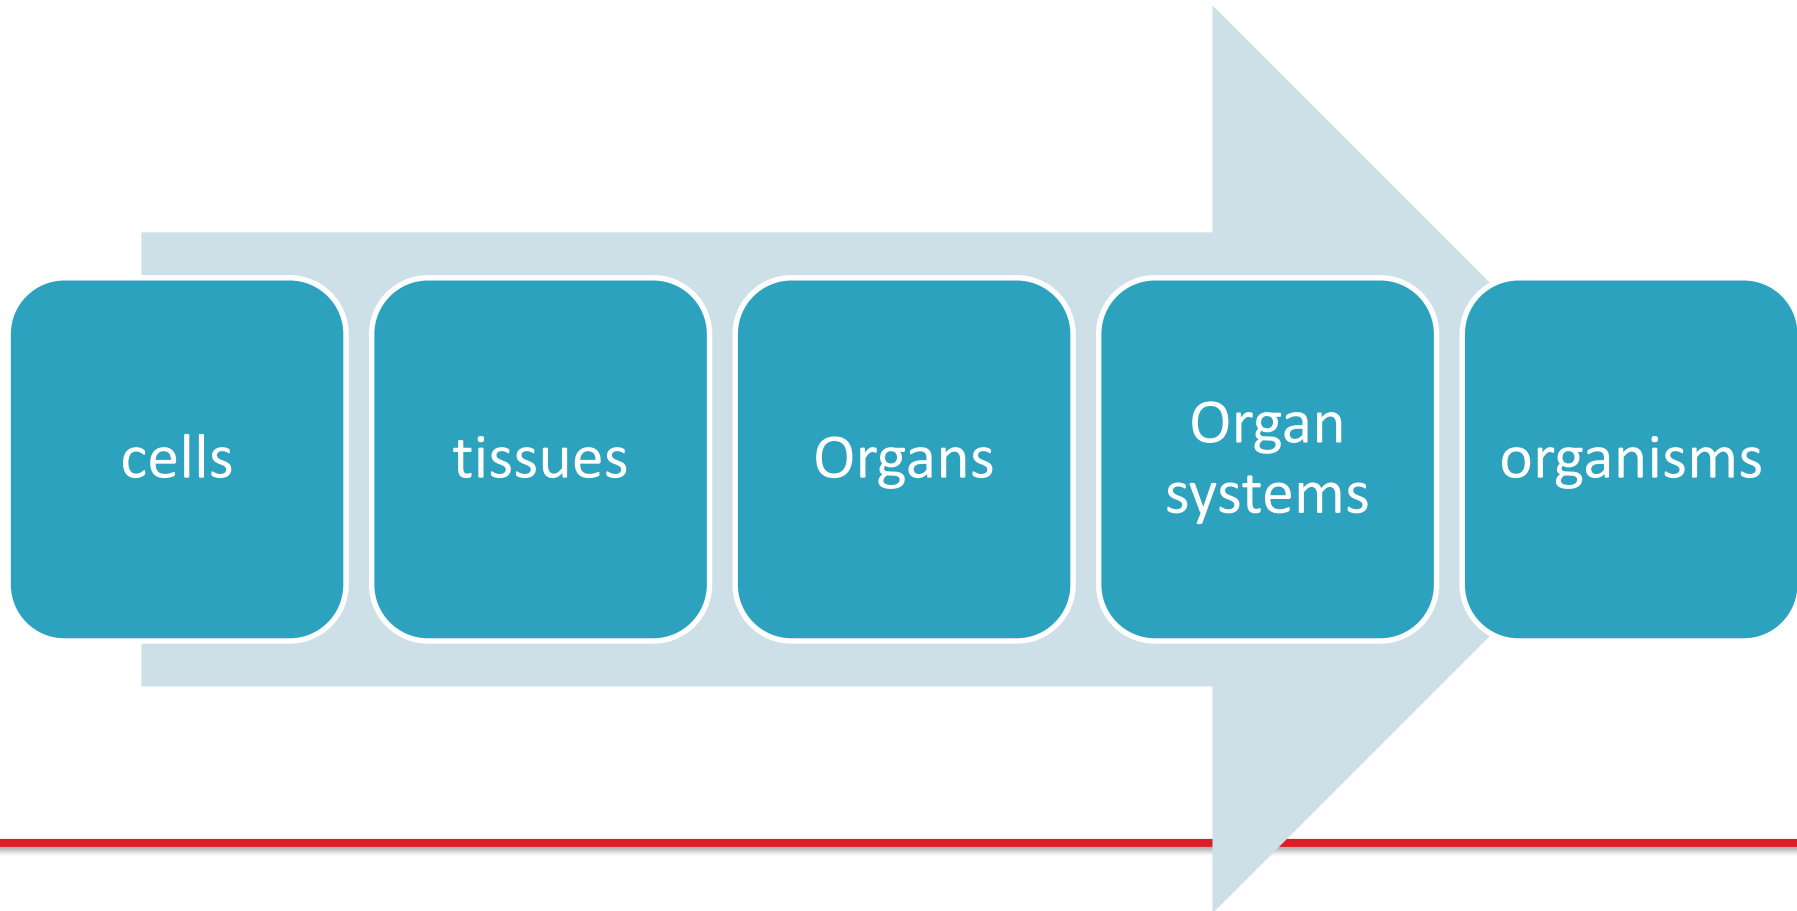 cells
tissues
Organs
Organ
systems
organisms